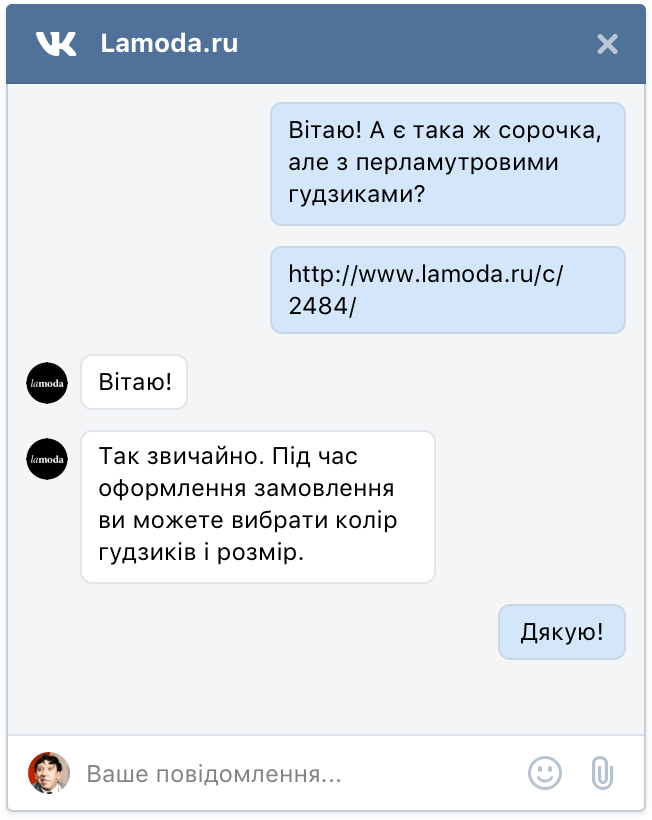 Lamoda.ru
Вітаю! А є така ж сорочка,
але з перламутровими
гудзиками?
http://www.lamoda.ru/c/
2484/
lamoda
Вітаю!
lamoda
Так звичайно. Під час
оформлення замовлення
ви можете вибрати колір
гудзиків і розмір.
Дякую!
Ваше повідомлення...